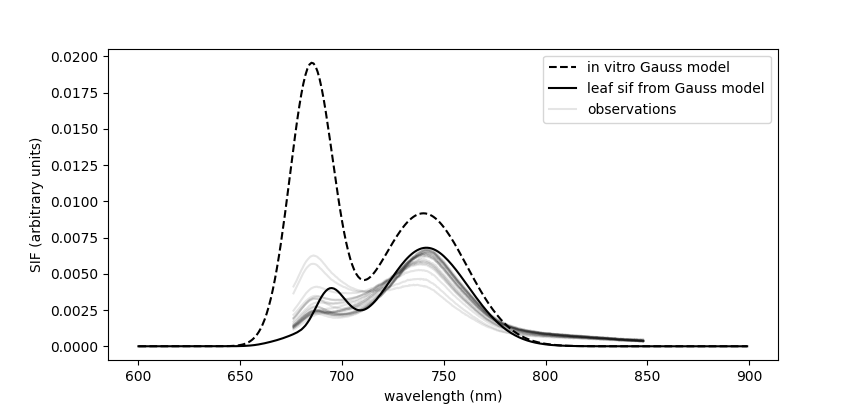 0.0200
0.0175
0.0150
0.0125
0.0100
0.0075
0.0050
0.0025
0.0000
SIF (arbitrary units)
in vitro Gauss model
leaf sif from Gauss model
observations
600 650 700 750 800 850 900
wavelength (nm)